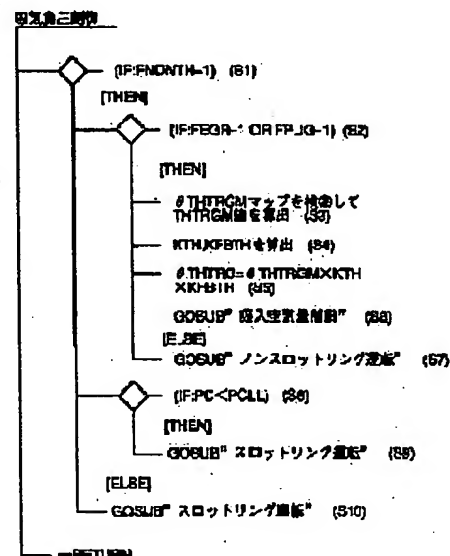 吸気量制御
(IF:FNONTH=1) (S1)
[THEN]
(IF:FEGR=1 OR FPURG=1) (S2)
[THEN]
θTHTRGMマップを検索して
THTRGM値を算出 (S3)
KTH,KFBTHを算出 (S4)
θTHTRG=θTHTRGM×KTH
×KFBTH (S5)
GOSUB" 吸入空気量制御" (S6)
[ELSE]
GOSUB" ノンスロットリング運転" (S7)
(IF:PC<PCLL) (S8)
[THEN]
GOSUB" スロットリング運転" (S9)
[ELSE]
GOSUB" スロットリング運転" (S10)
RETURN